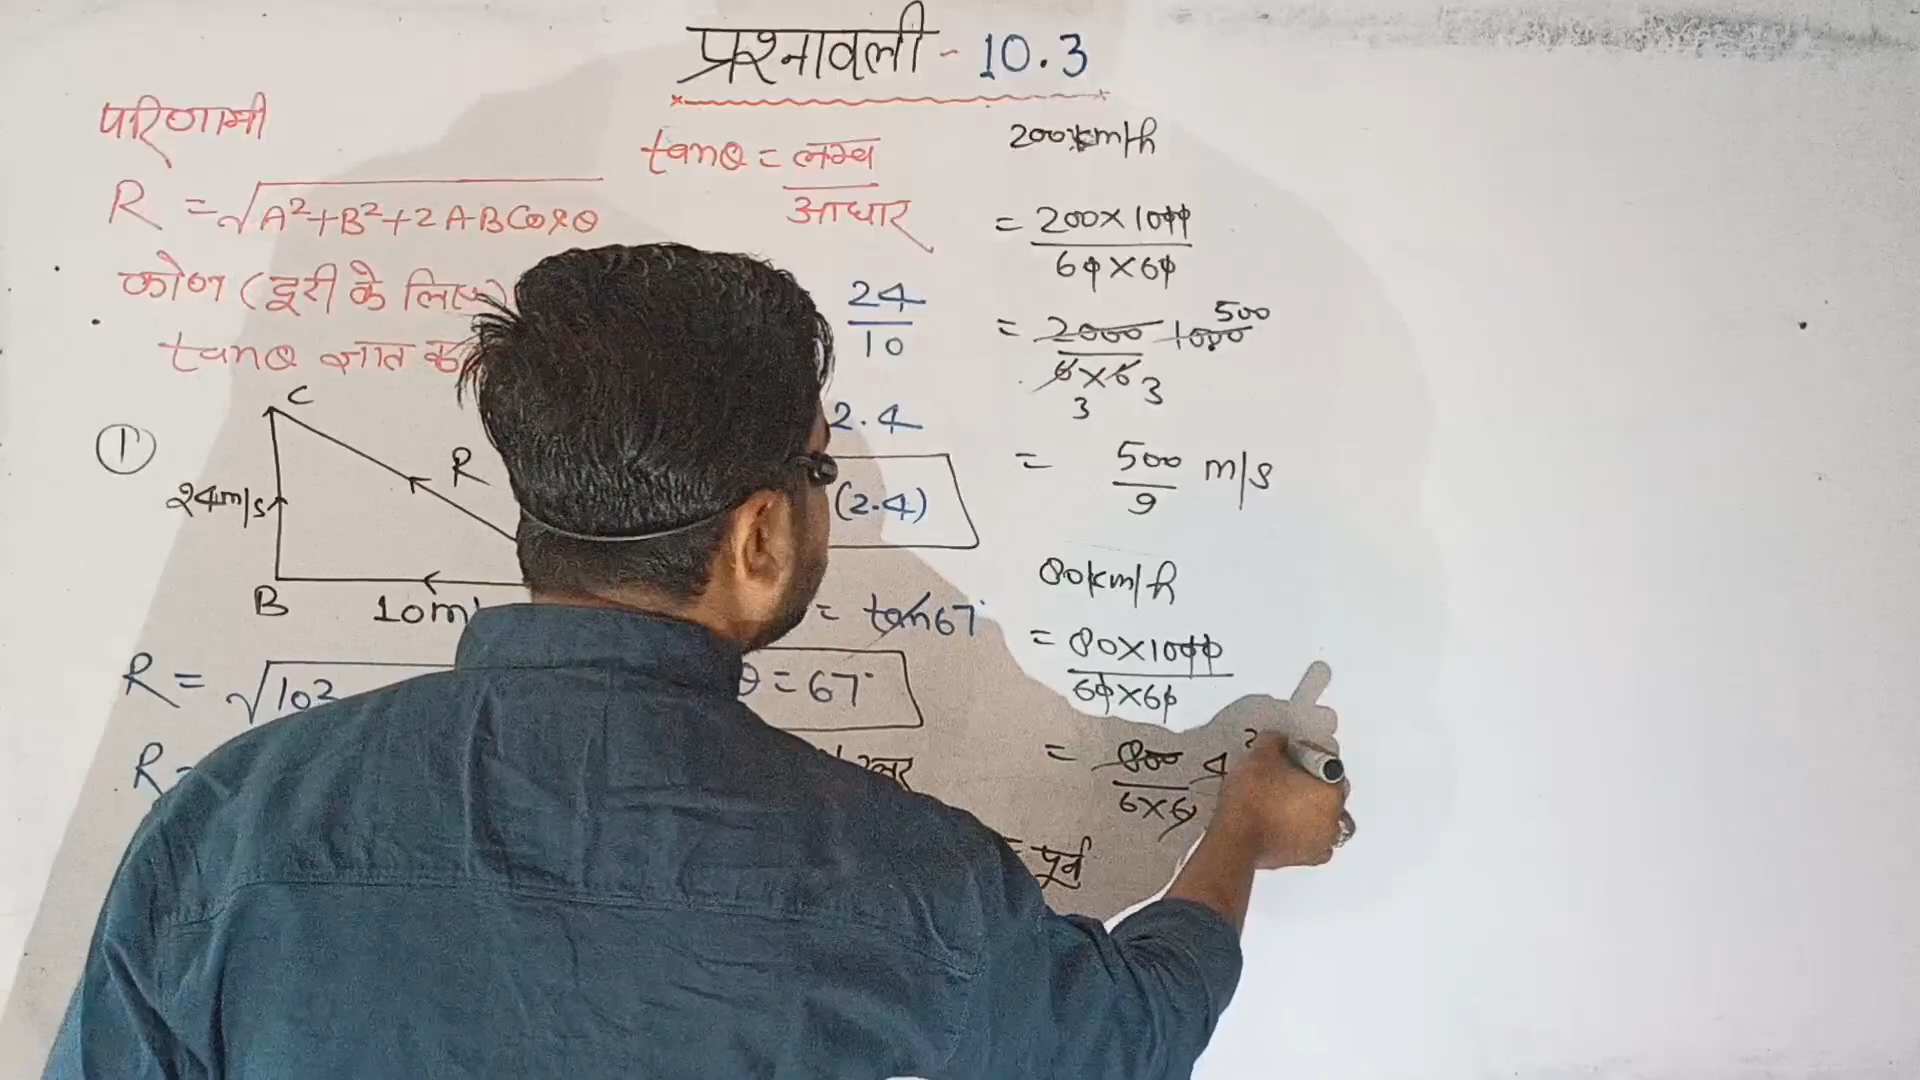 प्रश्नावली - 10.3
परिणामी
R = √A²+B²+2ABCosθ
कोण (दूरी के लिए)
tanθ ज्ञात
①
C
R
24m/s
B
10m
R = √10²
R =
tanθ = लम्ब
आधार
24
10
2.4
(2.4)
= tan67°
θ = 67°
पूर्व
200km/h
= 200×1000
60×60
= 2000 1000 500
6×6 3
3
= 500 m/s
9
80km/h
= 80×1000
60×60
= 800 4
6×6